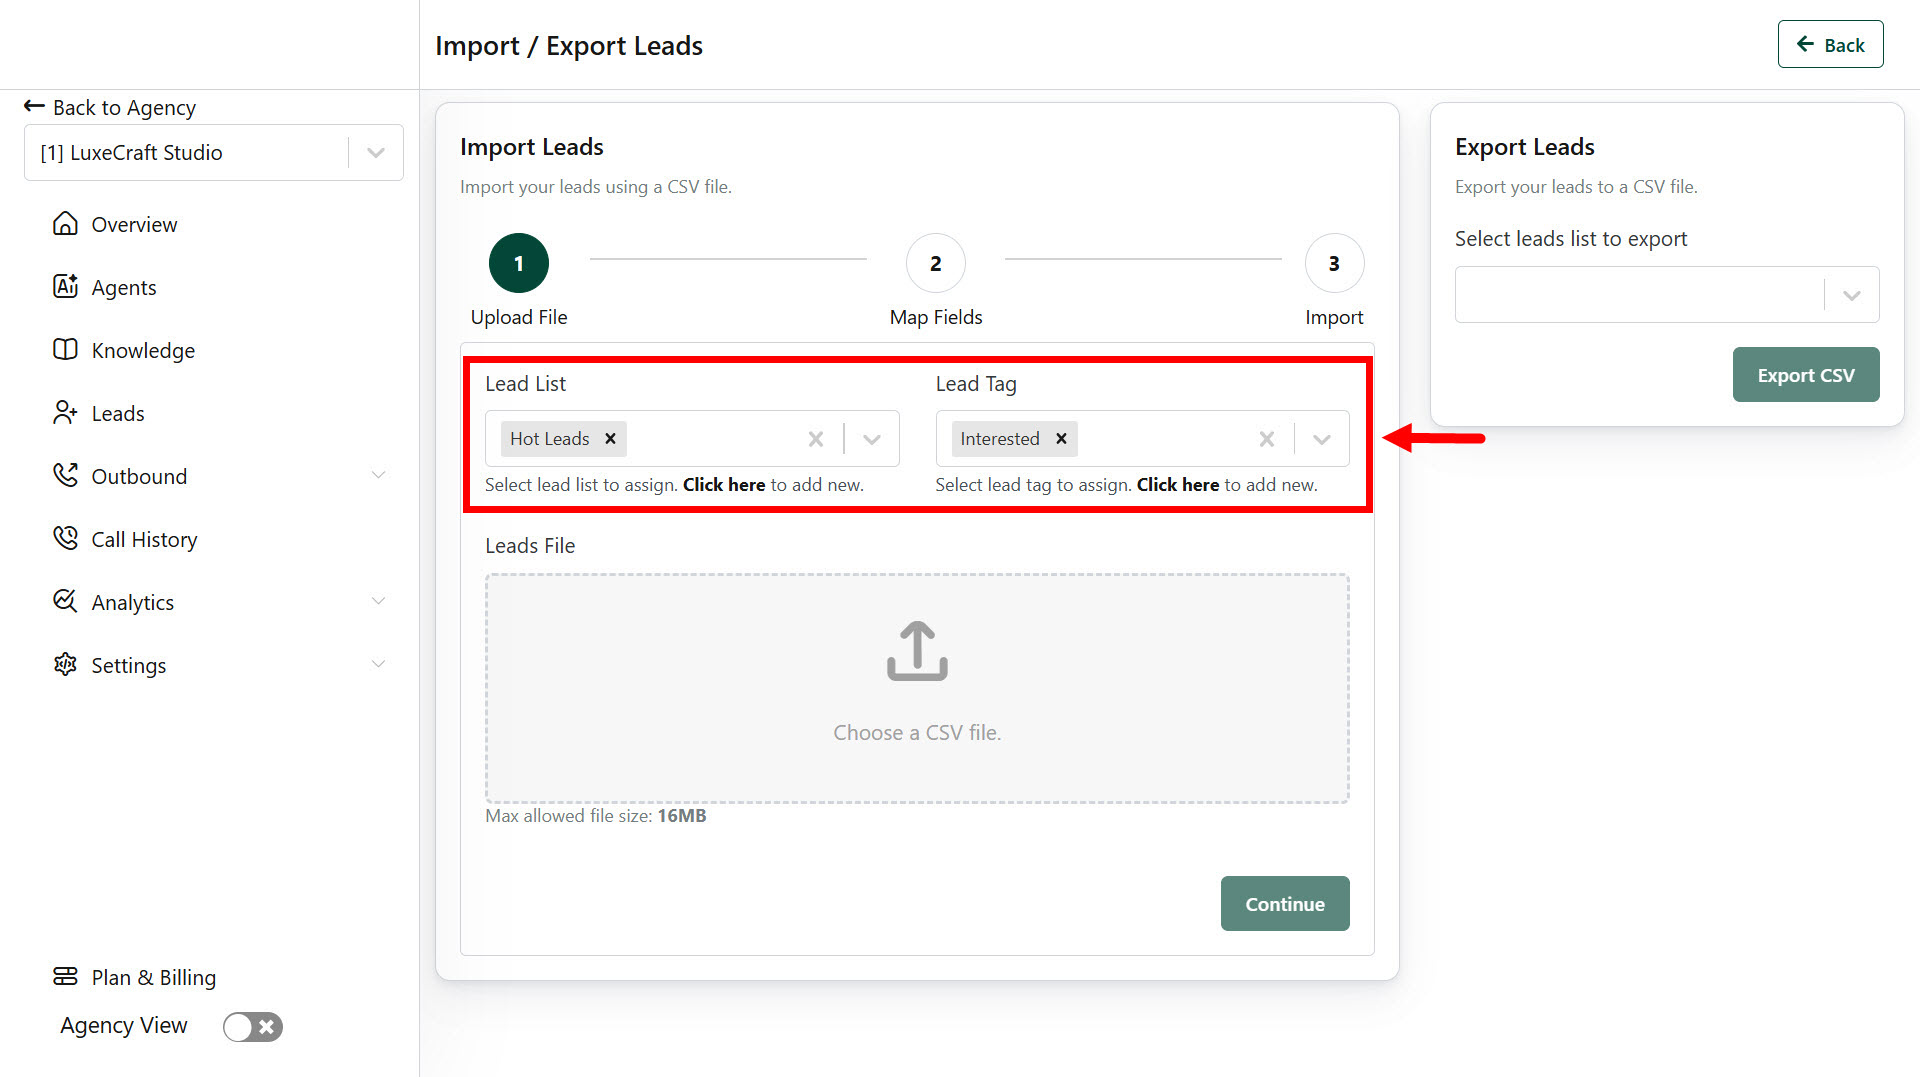 Import / Export Leads
Back
Back to Agency
[1] LuxeCraft Studio
Overview
Agents
Knowledge
Leads
Outbound
Call History
Analytics
Settings
Plan & Billing
Agency View
Import Leads
Import your leads using a CSV file.
1
2
3
Upload File
Map Fields
Import
Lead List
Lead Tag
Hot Leads
Interested
Select lead list to assign. Click here to add new.
Select lead tag to assign. Click here to add new.
Leads File
Choose a CSV file.
Max allowed file size: 16MB
Continue
Export Leads
Export your leads to a CSV file.
Select leads list to export
Export CSV